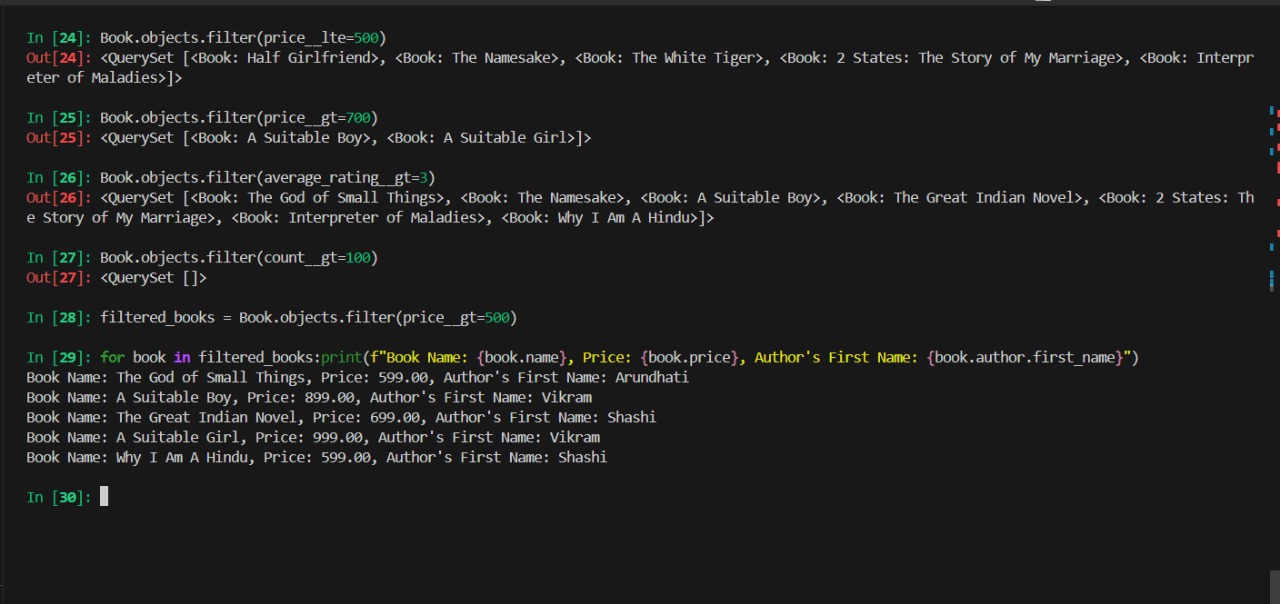 In [24]: Book.objects.filter(price__lte=500)
Out[24]: <QuerySet [<Book: Half Girlfriend>, <Book: The Namesake>, <Book: The White Tiger>, <Book: 2 States: The Story of My Marriage>, <Book: Interpr
eter of Maladies>]>
In [25]: Book.objects.filter(price__gt=700)
Out[25]: <QuerySet [<Book: A Suitable Boy>, <Book: A Suitable Girl>]>
In [26]: Book.objects.filter(average_rating__gt=3)
Out[26]: <QuerySet [<Book: The God of Small Things>, <Book: The Namesake>, <Book: A Suitable Boy>, <Book: The Great Indian Novel>, <Book: 2 States: Th
e Story of My Marriage>, <Book: Interpreter of Maladies>, <Book: Why I Am A Hindu>]>
In [27]: Book.objects.filter(count__gt=100)
Out[27]: <QuerySet []>
In [28]: filtered_books = Book.objects.filter(price__gt=500)
In [29]: for book in filtered_books:print(f"Book Name: {book.name}, Price: {book.price}, Author's First Name: {book.author.first_name}")
Book Name: The God of Small Things, Price: 599.00, Author's First Name: Arundhati
Book Name: A Suitable Boy, Price: 899.00, Author's First Name: Vikram
Book Name: The Great Indian Novel, Price: 699.00, Author's First Name: Shashi
Book Name: A Suitable Girl, Price: 999.00, Author's First Name: Vikram
Book Name: Why I Am A Hindu, Price: 599.00, Author's First Name: Shashi
In [30]: